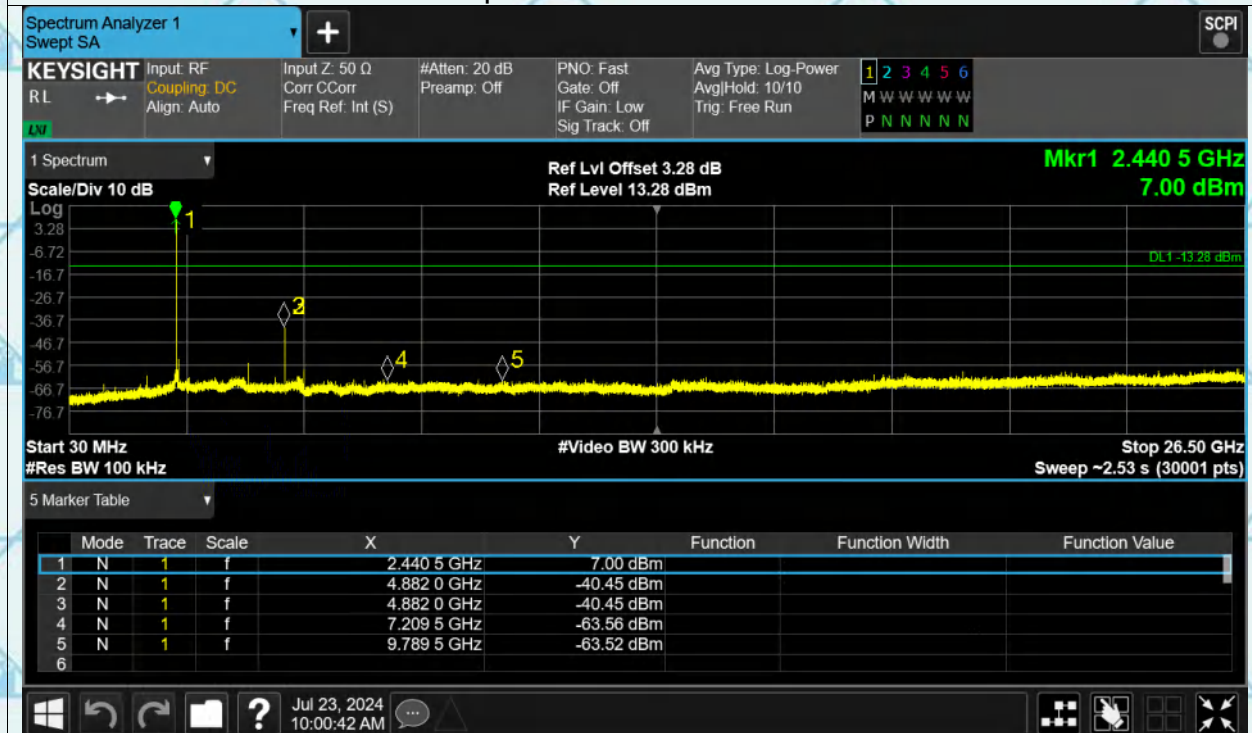 Spectrum Analyzer 1
Swept SA
+
SCPI
KEYSIGHT Input: RF Input Z: 50 Ω #Atten: 20 dB PNO: Fast Avg Type: Log-Power 1 2 3 4 5 6
RL Coupling: DC Corr CCorr Preamp: Off Gate: Off Avg|Hold: 10/10 M W W W W W
Align: Auto Freq Ref: Int (S) IF Gain: Low Trig: Free Run
LXI Sig Track: Off P N N N N N
1 Spectrum Ref Lvl Offset 3.28 dB Mkr1 2.440 5 GHz
Scale/Div 10 dB Ref Level 13.28 dBm 7.00 dBm
Log
1
3.28
-6.72
DL1 -13.28 dBm
-16.7
-26.7
3
-36.7
-46.7
4 5
-56.7
-66.7
-76.7
Start 30 MHz #Video BW 300 kHz Stop 26.50 GHz
#Res BW 100 kHz Sweep ~2.53 s (30001 pts)
5 Marker Table
Mode Trace Scale X Y Function Function Width Function Value
1 N 1 f 2.440 5 GHz 7.00 dBm
2 N 1 f 4.882 0 GHz -40.45 dBm
3 N 1 f 4.882 0 GHz -40.45 dBm
4 N 1 f 7.209 5 GHz -63.56 dBm
5 N 1 f 9.789 5 GHz -63.52 dBm
6
? Jul 23, 2024
10:00:42 AM